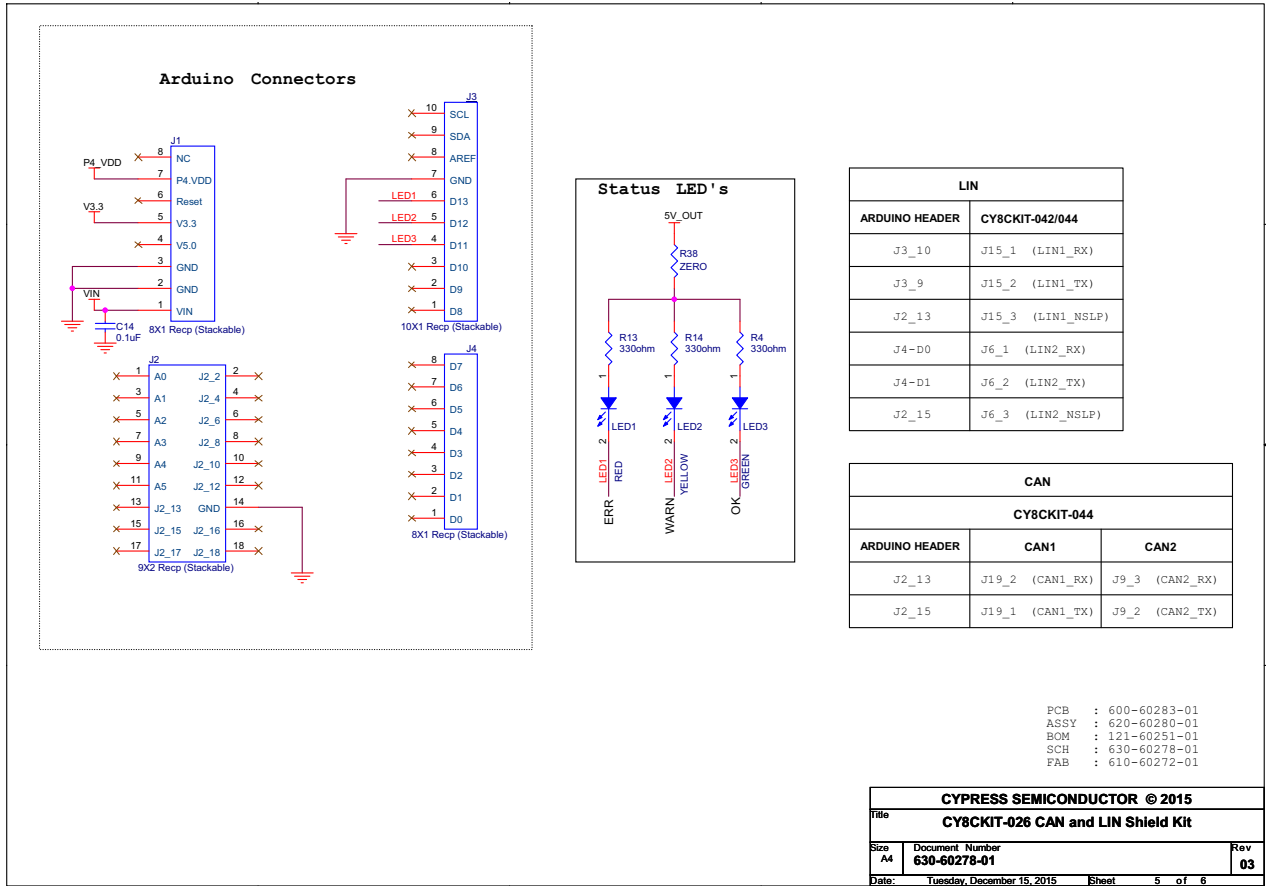 Arduino Connectors
J1
8 NC
P4_VDD
7 P4.VDD
6 Reset
V3.3
5 V3.3
4 V5.0
3 GND
2 GND
VIN
1 VIN
C14
0.1uF
8X1 Recp (Stackable)
J3
10 SCL
9 SDA
8 AREF
7 GND
LED1 6 D13
LED2 5 D12
LED3 4 D11
3 D10
2 D9
1 D8
10X1 Recp (Stackable)
J2
1 A0 J2_2 2
3 A1 J2_4 4
5 A2 J2_6 6
7 A3 J2_8 8
9 A4 J2_10 10
11 A5 J2_12 12
13 J2_13 GND 14
15 J2_15 J2_16 16
17 J2_17 J2_18 18
9X2 Recp (Stackable)
J4
8 D7
7 D6
6 D5
5 D4
4 D3
3 D2
2 D1
1 D0
8X1 Recp (Stackable)
Status LED's
5V_OUT
R38
ZERO
R13 R14 R4
330ohm 330ohm 330ohm
1 1 1
LED1 LED2 LED3
2 2 2
LED1 RED LED2 YELLOW LED3 GREEN
ERR WARN OK
LIN
ARDUINO HEADER CY8CKIT-042/044
J3_10 J15_1 (LIN1_RX)
J3_9 J15_2 (LIN1_TX)
J2_13 J15_3 (LIN1_NSLP)
J4-D0 J6_1 (LIN2_RX)
J4-D1 J6_2 (LIN2_TX)
J2_15 J6_3 (LIN2_NSLP)
CAN
CY8CKIT-044
ARDUINO HEADER CAN1 CAN2
J2_13 J19_2 (CAN1_RX) J9_3 (CAN2_RX)
J2_15 J19_1 (CAN1_TX) J9_2 (CAN2_TX)
PCB : 600-60283-01
ASSY : 620-60280-01
BOM : 121-60251-01
SCH : 630-60278-01
FAB : 610-60272-01
CYPRESS SEMICONDUCTOR © 2015
Title
CY8CKIT-026 CAN and LIN Shield Kit
Size Document Number Rev
A4 630-60278-01 03
Date: Tuesday, December 15, 2015 Sheet 5 of 6